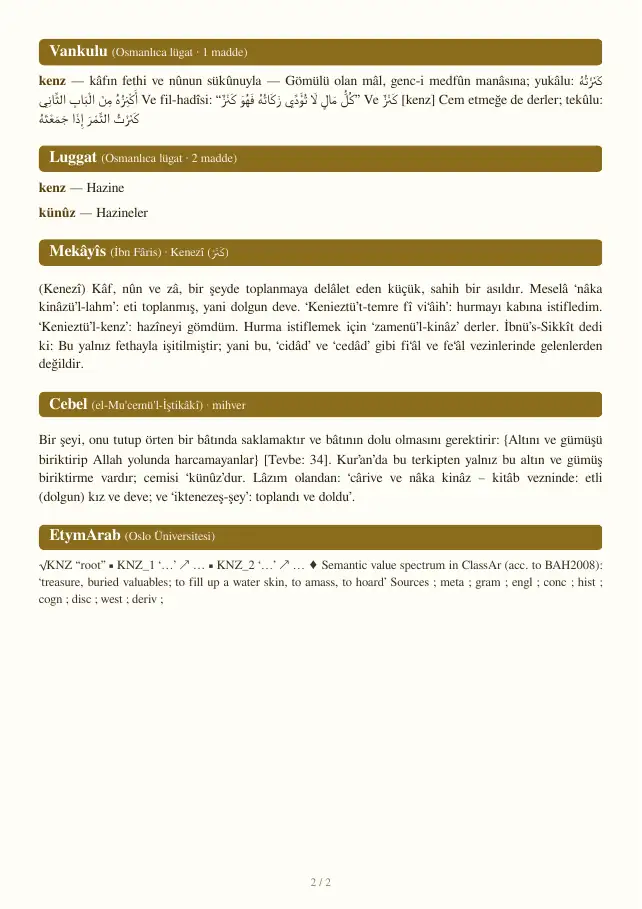 Vankulu (Osmanlıca lügat · 1 madde)
kenz — kâfın fethi ve nûnun sükûnuyla — Gömülü olan mâl, genc-i medfûn manâsına; yukâlu: كَنَزْتُهُ
أَكْنِزُهُ مِنَ الْبَابِ الثَّانِي Ve fil-hadîsi: “كُلُّ مَالٍ لَا تُؤَدَّى زَكَاتُهُ فَهُوَ كَنْزٌ” Ve كَنْزٌ [kenz] Cem etmeğe de derler; tekûlu:
كَنَزْتُ التَّمْرَ إِذَا جَمَعْتَهُ
Luggat (Osmanlıca lügat · 2 madde)
kenz — Hazine
künûz — Hazineler
Mekâyîs (İbn Fâris) · Kenezî (كَنَزَ)
(Kenezî) Kâf, nûn ve zâ, bir şeyde toplanmaya delâlet eden küçük, sahih bir asıldır. Meselâ ‘nâka
kinâzü’l-lahm’: eti toplanmış, yani dolgun deve. ‘Kenieztü’t-temre fî vi‘âih’: hurmayı kabına istifledim.
‘Kenieztü’l-kenz’: hazîneyi gömdüm. Hurma istiflemek için ‘zamenü’l-kinâz’ derler. İbnü’s-Sikkît dedi
ki: Bu yalnız fethayla işitilmiştir; yani bu, ‘cidâd’ ve ‘cedâd’ gibi fi‘âl ve fe‘âl vezinlerinde gelenlerden
değildir.
Cebel (el-Mu'cemü'l-İştikâkî) · mihver
Bir şeyi, onu tutup örten bir bâtında saklamaktır ve bâtının dolu olmasını gerektirir: {Altını ve gümüşü
biriktirip Allah yolunda harcamayanlar} [Tevbe: 34]. Kur’an’da bu terkipten yalnız bu altın ve gümüş
biriktirme vardır; cemisi ‘künûz’dur. Lâzım olandan: ‘cârive ve nâka kinâz – kitâb vezninde: etli
(dolgun) kız ve deve; ve ‘iktenezeş-şey’: toplandı ve doldu’.
EtymArab (Oslo Üniversitesi)
√KNZ “root” ▪ KNZ_1 ‘…’ ↗ … ▪ KNZ_2 ‘…’ ↗ … ♦ Semantic value spectrum in ClassAr (acc. to BAH2008):
‘treasure, buried valuables; to fill up a water skin, to amass, to hoard’ Sources ; meta ; gram ; engl ; conc ; hist ;
cogn ; disc ; west ; deriv ;
2 / 2